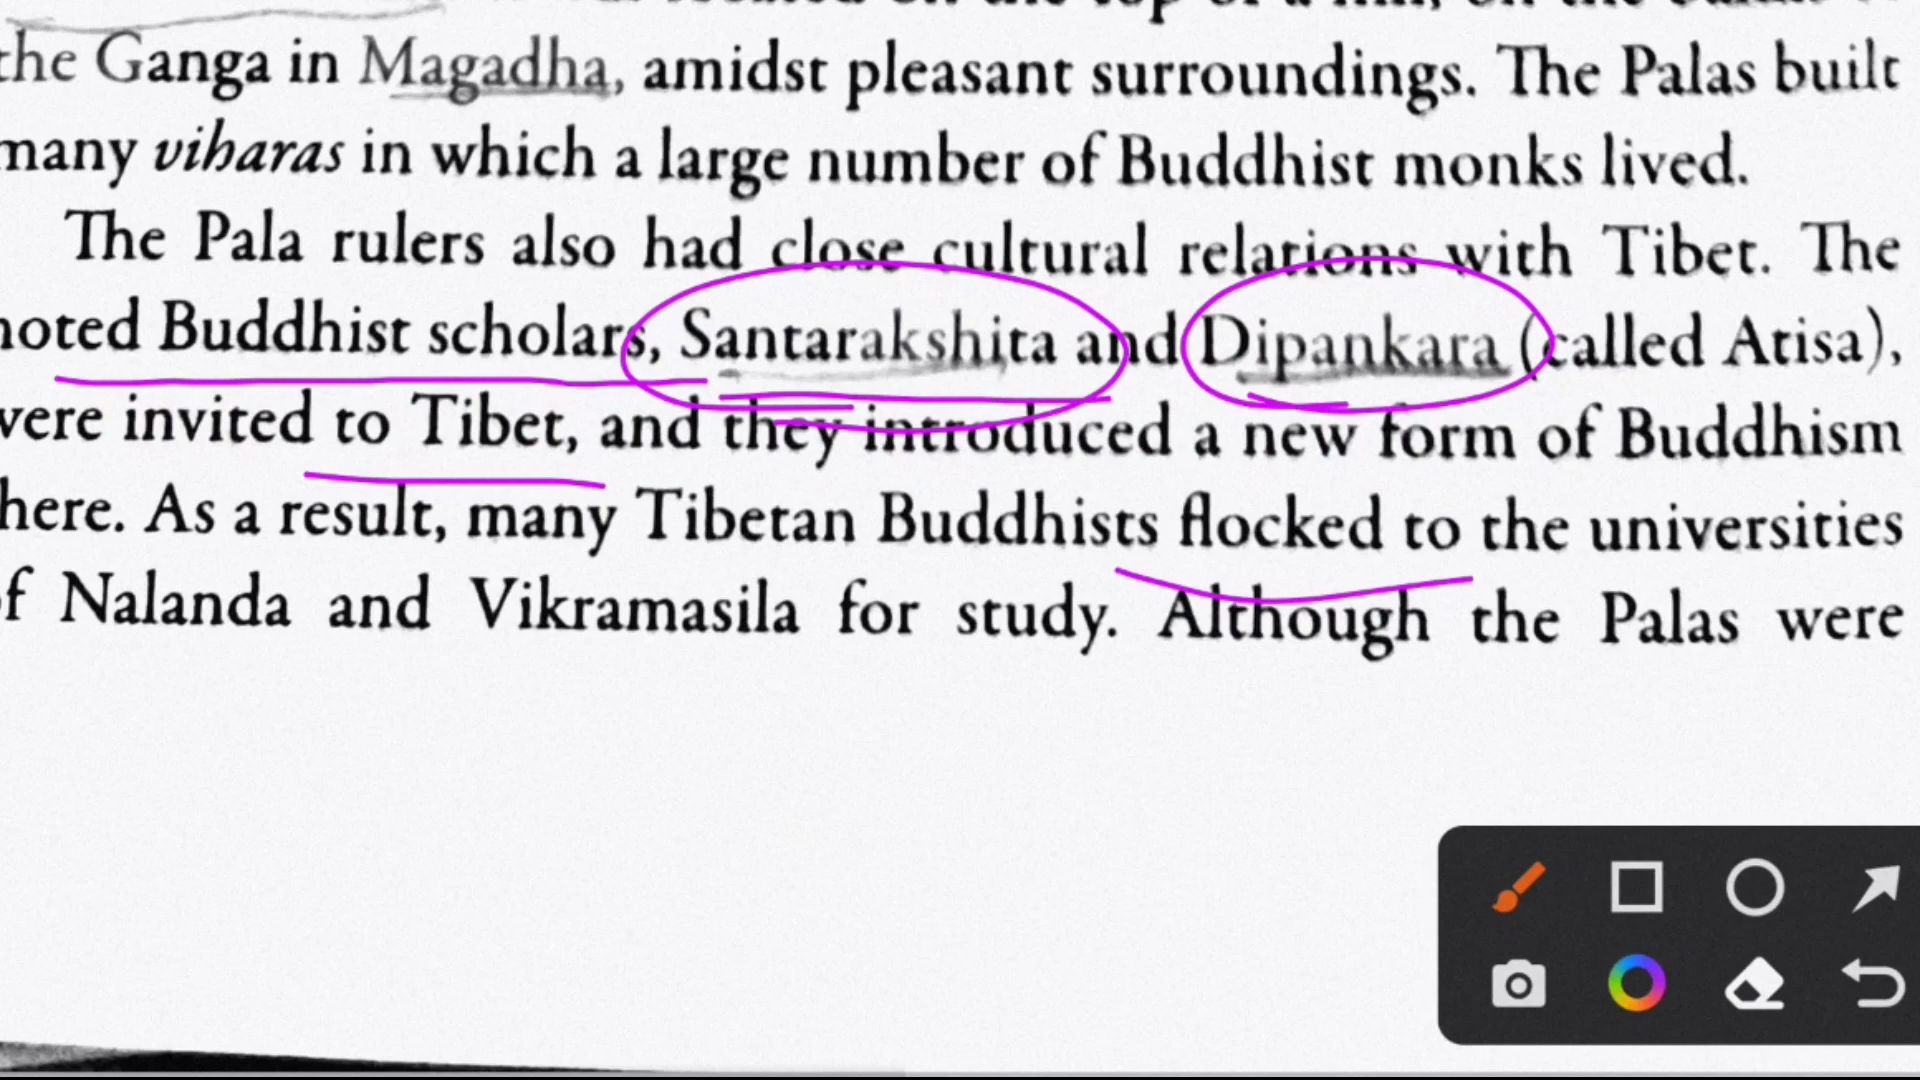 the Ganga in Magadha, amidst pleasant surroundings. The Palas built
many viharas in which a large number of Buddhist monks lived.
The Pala rulers also had close cultural relations with Tibet. The
noted Buddhist scholars, Santarakshita and Dipankara (called Atisa),
were invited to Tibet, and they introduced a new form of Buddhism
here. As a result, many Tibetan Buddhists flocked to the universities
of Nalanda and Vikramasila for study. Although the Palas were